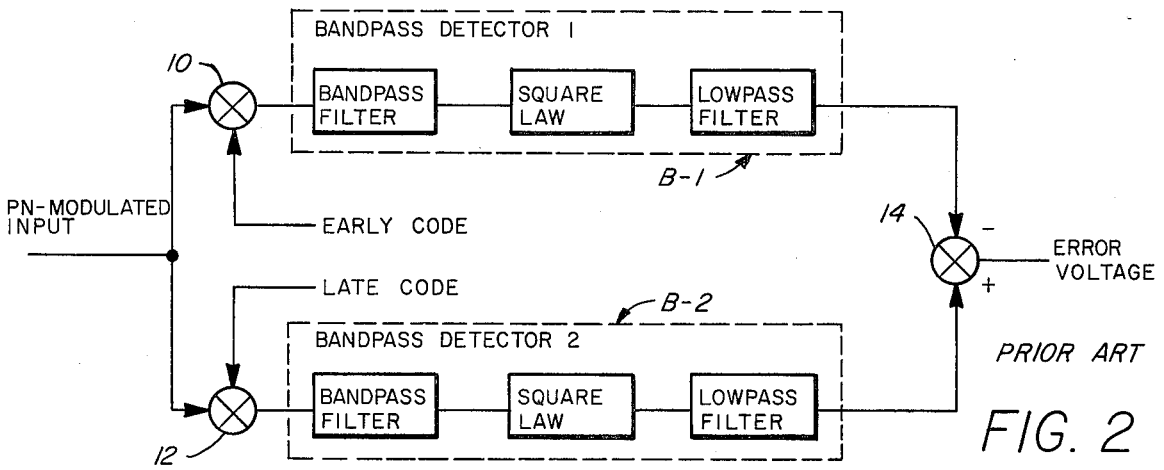 BANDPASS DETECTOR 1
10
BANDPASS
FILTER
SQUARE
LAW
LOWPASS
FILTER
B-1
PN-MODULATED
INPUT
EARLY CODE
14
-
ERROR
VOLTAGE
+
LATE CODE
B-2
BANDPASS DETECTOR 2
PRIOR ART
BANDPASS
FILTER
SQUARE
LAW
LOWPASS
FILTER
12
FIG. 2